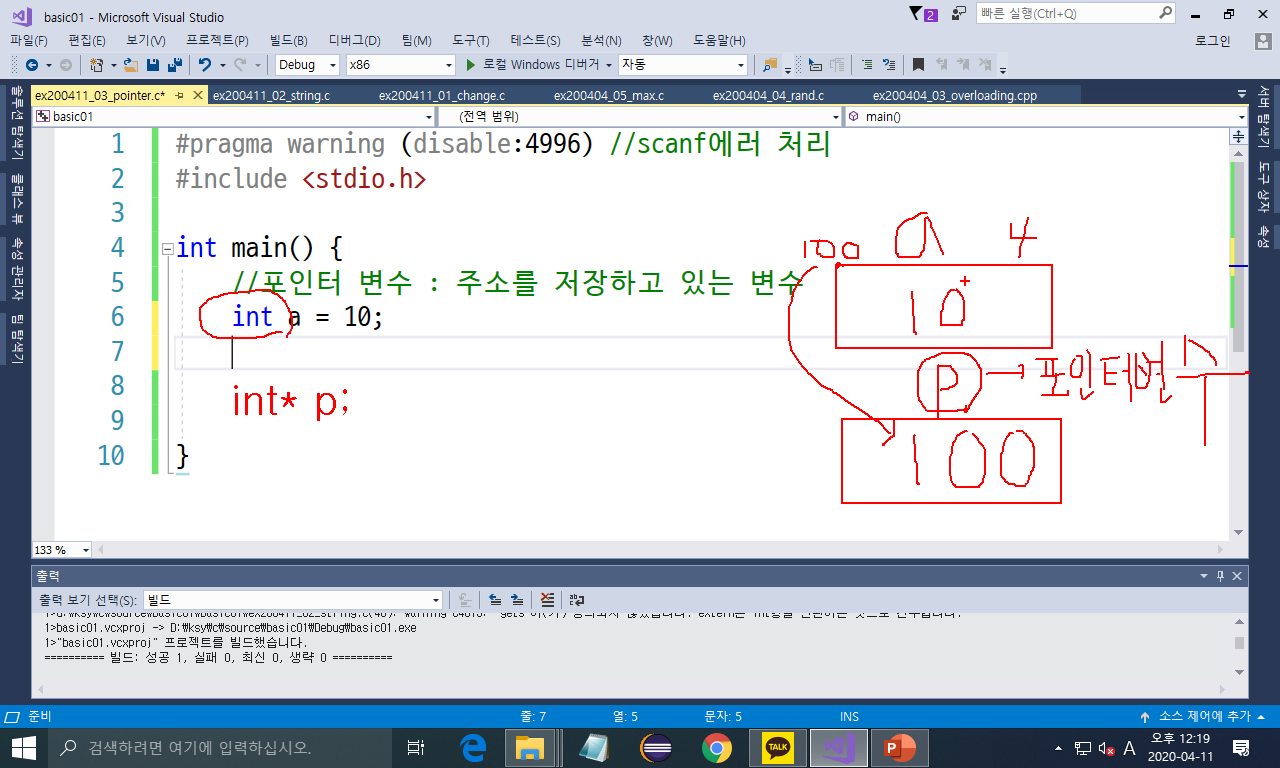 basic01 - Microsoft Visual Studio
2
빠른 실행(Ctrl+Q)
파일(F) 편집(E) 보기(V) 프로젝트(P) 빌드(B) 디버그(D) 팀(M) 도구(T) 테스트(S) 분석(N) 창(W) 도움말(H)
로그인
Debug x86 로컬 Windows 디버거 자동
ex200411_03_pointer.c* ex200411_02_string.c ex200411_01_change.c ex200404_05_max.c ex200404_04_rand.c ex200404_03_overloading.cpp
basic01 (전역 범위) main()
솔루션 탐색기
클래스 뷰
속성 관리자
팀 탐색기
서버 탐색기
도구 상자
속성
1 #pragma warning (disable:4996) //scanf에러 처리
2 #include <stdio.h>
3
4 int main() {
5 //포인터 변수 : 주소를 저장하고 있는 변수
6 int a = 10;
7
8 int* p;
9
10 }
100 a 4
10
p → 포인터변수
100
133 %
출력
출력 보기 선택(S): 빌드
1>basic01.vcxproj -> D:\ksy\c\source\basic01\Debug\basic01.exe
1>"basic01.vcxproj" 프로젝트를 빌드했습니다.
========== 빌드: 성공 1, 실패 0, 최신 0, 생략 0 ==========
준비 줄: 7 열: 5 문자: 5 INS 소스 제어에 추가
검색하려면 여기에 입력하십시오.
TALK
A
오후 12:19
2020-04-11